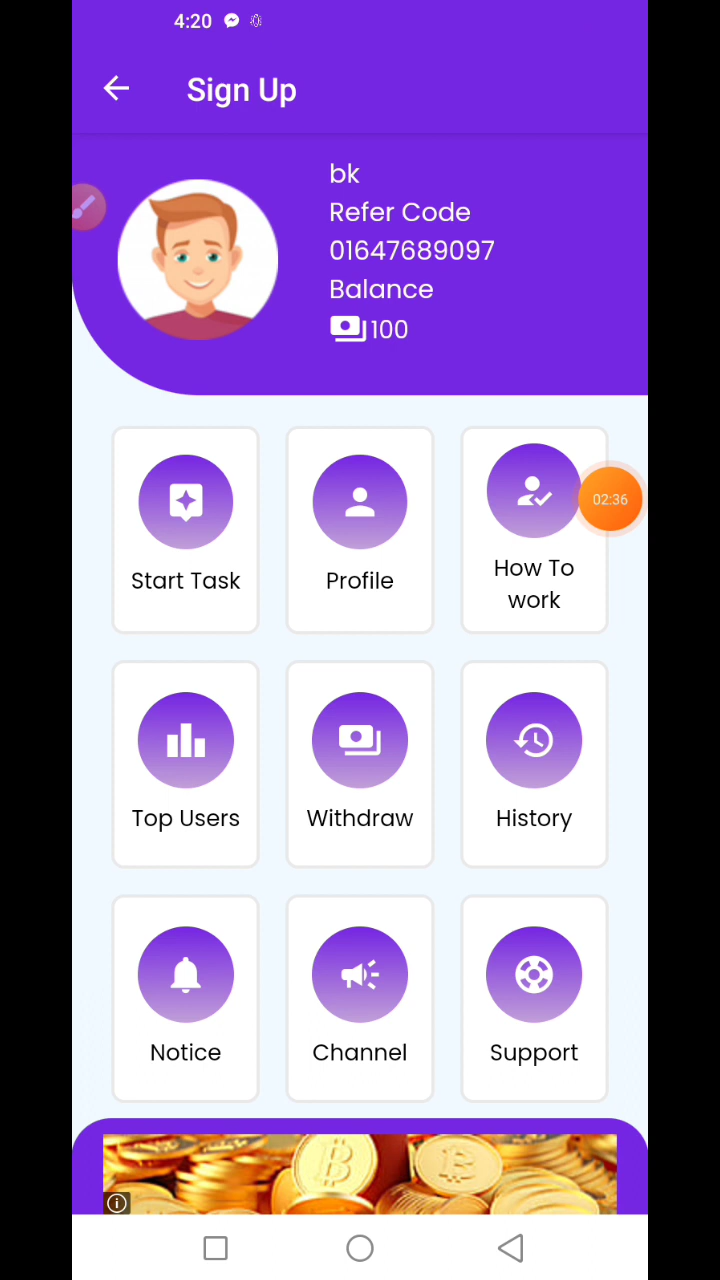 4:20
Sign Up
bk
Refer Code
01647689097
Balance
100
02:36
Start Task
Profile
How To
work
Top Users
Withdraw
History
Notice
Channel
Support